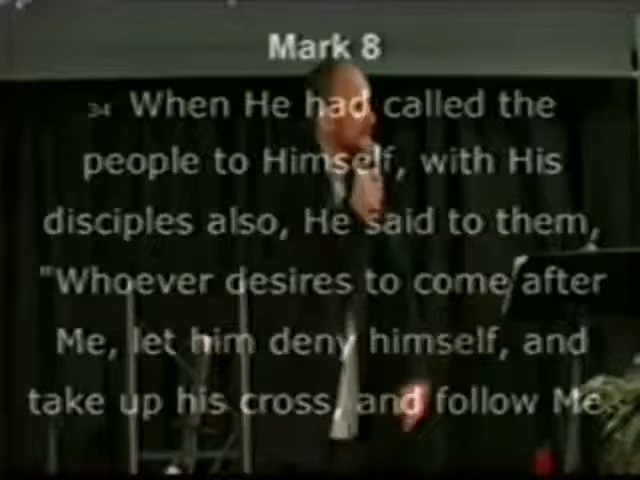 Mark 8
34 When He had called the
people to Himself, with His
disciples also, He said to them,
"Whoever desires to come after
Me, let him deny himself, and
take up his cross, and follow Me